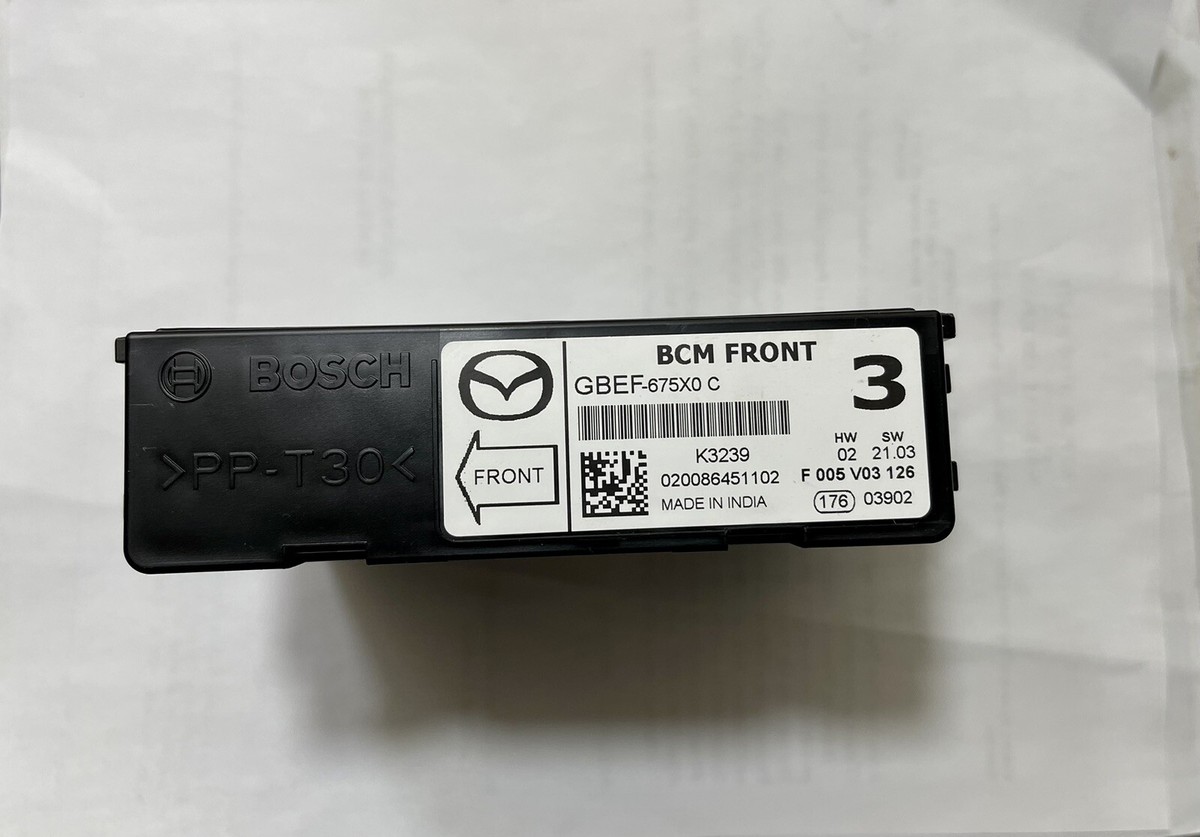 BOSCH
>PP-T30<
FRONT
BCM FRONT
GBEF-675X0 C
3
K3239
020086451102
MADE IN INDIA
HW SW
02 21.03
F 005 V03 126
176 03902